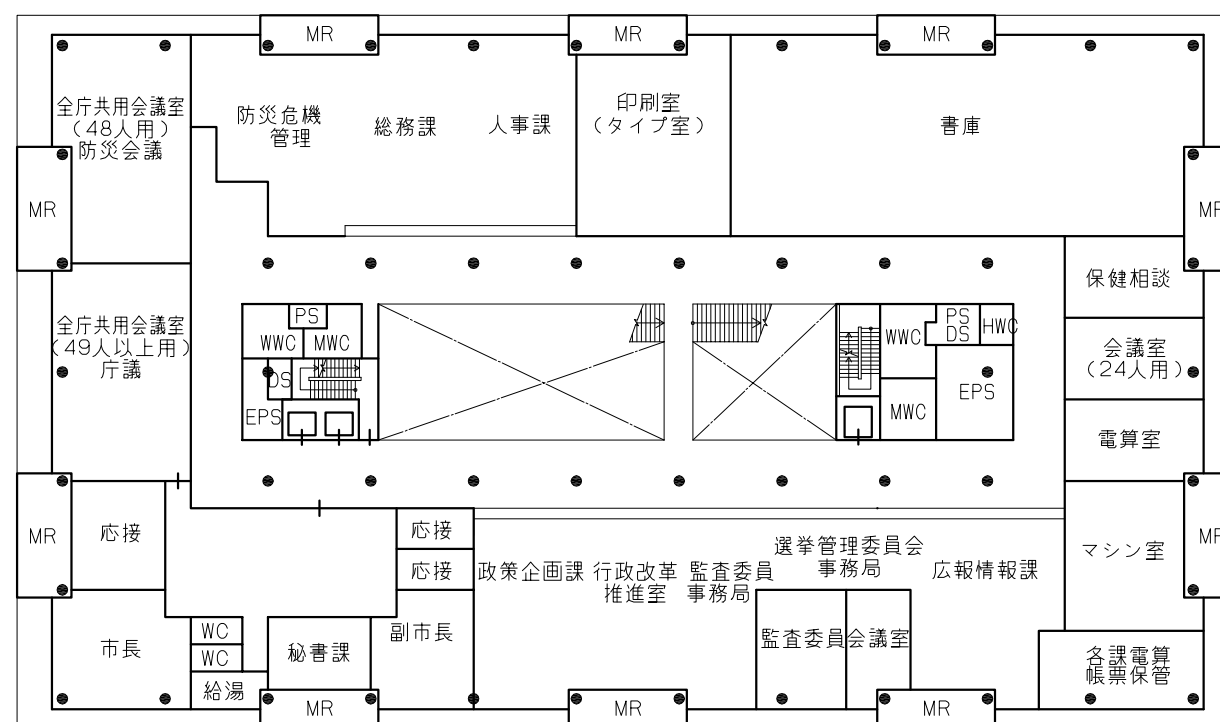 MR
MR
MR
全庁共用会議室
(48人用)
防災会議
防災危機
管理
総務課
人事課
印刷室
(タイプ室)
書庫
MR
MR
保健相談
全庁共用会議室
(49人以上用)
庁議
PS
WWC
MWC
DS
EPS
WWC
PS
DS
HWC
EPS
MWC
会議室
(24人用)
電算室
MR
応接
応接
応接
政策企画課
行政改革
推進室
監査委員
事務局
選挙管理委員会
事務局
広報情報課
マシン室
MR
市長
WC
WC
給湯
秘書課
副市長
監査委員
会議室
各課電算
帳票保管
MR
MR
MR